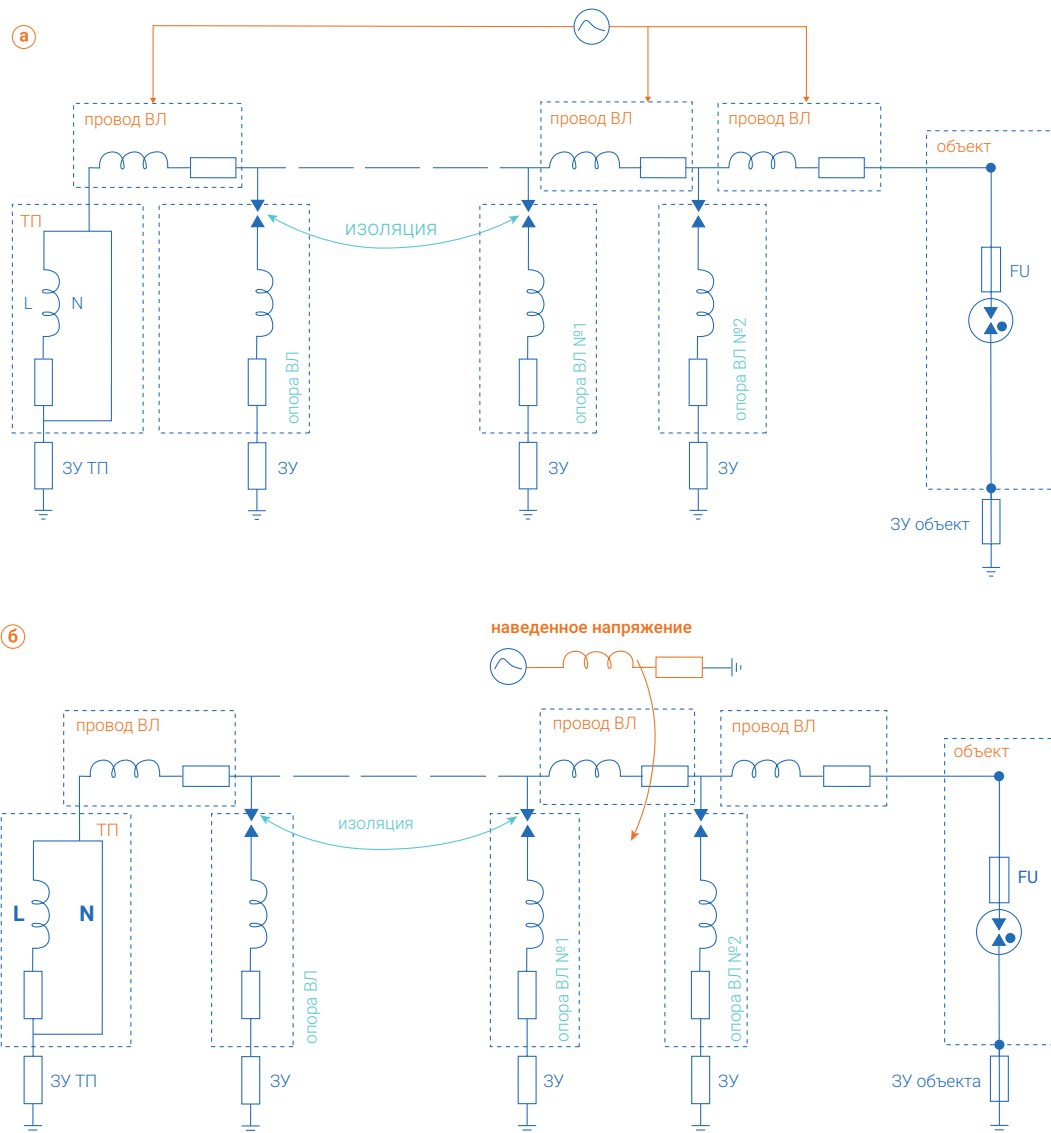 а
провод ВЛ
провод ВЛ
провод ВЛ
объект
ТП
ИЗОЛЯЦИЯ
L
N
FU
опора ВЛ
опора ВЛ №1
опора ВЛ №2
ЗУ ТП
ЗУ
ЗУ
ЗУ
ЗУ объект
б
наведенное напряжение
провод ВЛ
провод ВЛ
провод ВЛ
объект
ТП
изоляция
L
N
FU
опора ВЛ
опора ВЛ №1
опора ВЛ №2
ЗУ ТП
ЗУ
ЗУ
ЗУ
ЗУ объекта